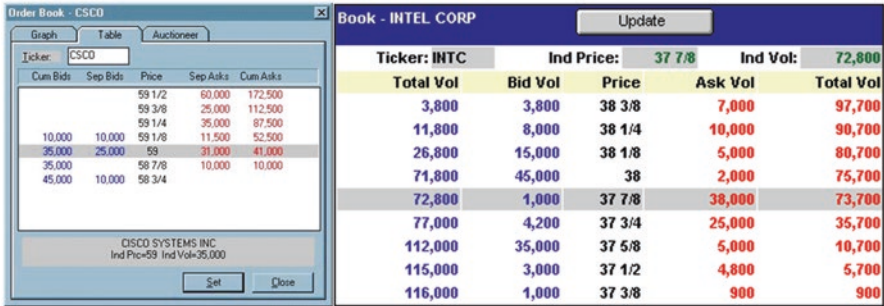 Order Book - CSCO
Graph Table Auctioneer
Ticker: CSCO
Cum Bids Sep Bids Price Sep Asks Cum Asks
59 1/2 60,000 172,500
59 3/8 25,000 112,500
59 1/4 35,000 87,500
10,000 10,000 59 1/8 11,500 52,500
35,000 25,000 59 31,000 41,000
35,000 58 7/8 10,000 10,000
45,000 10,000 58 3/4
CISCO SYSTEMS INC
Ind Prc=59 Ind Vol=35,000
Set Close
Book - INTEL CORP Update
Ticker: INTC Ind Price: 37 7/8 Ind Vol: 72,800
Total Vol Bid Vol Price Ask Vol Total Vol
3,800 3,800 38 3/8 7,000 97,700
11,800 8,000 38 1/4 10,000 90,700
26,800 15,000 38 1/8 5,000 80,700
71,800 45,000 38 2,000 75,700
72,800 1,000 37 7/8 38,000 73,700
77,000 4,200 37 3/4 25,000 35,700
112,000 35,000 37 5/8 5,000 10,700
115,000 3,000 37 1/2 4,800 5,700
116,000 1,000 37 3/8 900 900